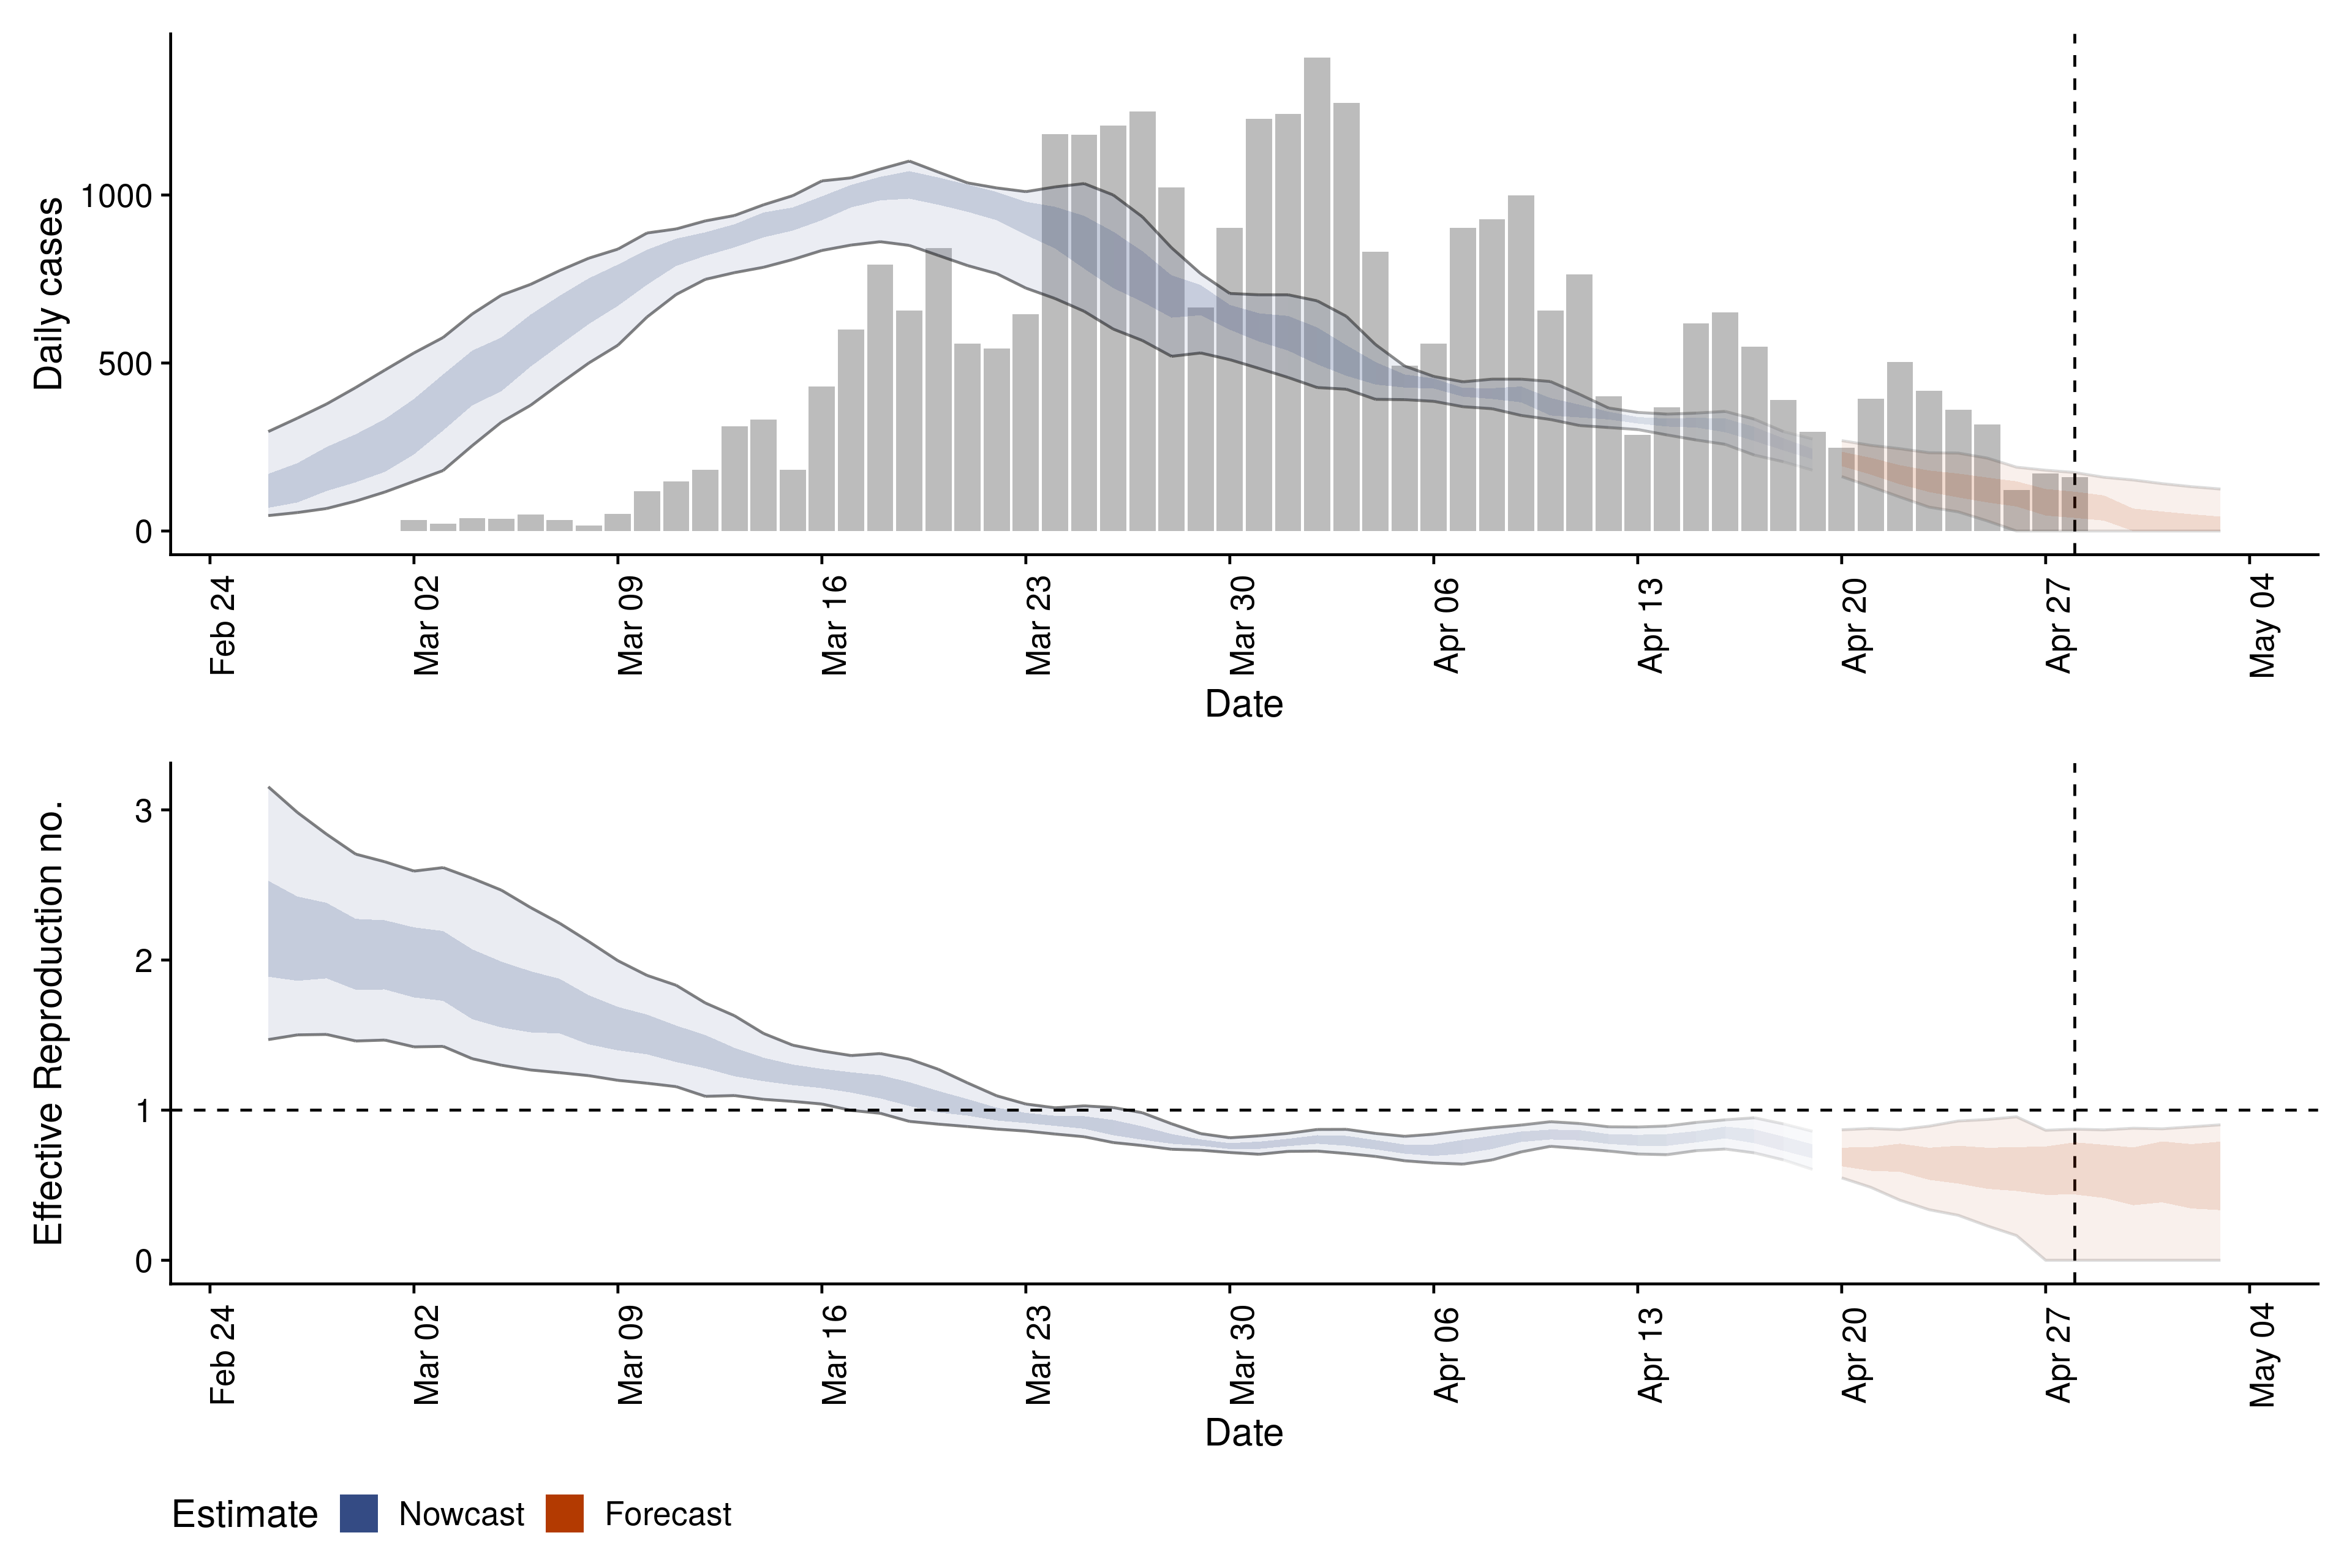 Daily cases
1000
500
0
Feb 24 Mar 02 Mar 09 Mar 16 Mar 23 Mar 30 Apr 06 Apr 13 Apr 20 Apr 27 May 04
Date
Effective Reproduction no.
3
2
1
0
Feb 24 Mar 02 Mar 09 Mar 16 Mar 23 Mar 30 Apr 06 Apr 13 Apr 20 Apr 27 May 04
Date
Estimate Nowcast Forecast